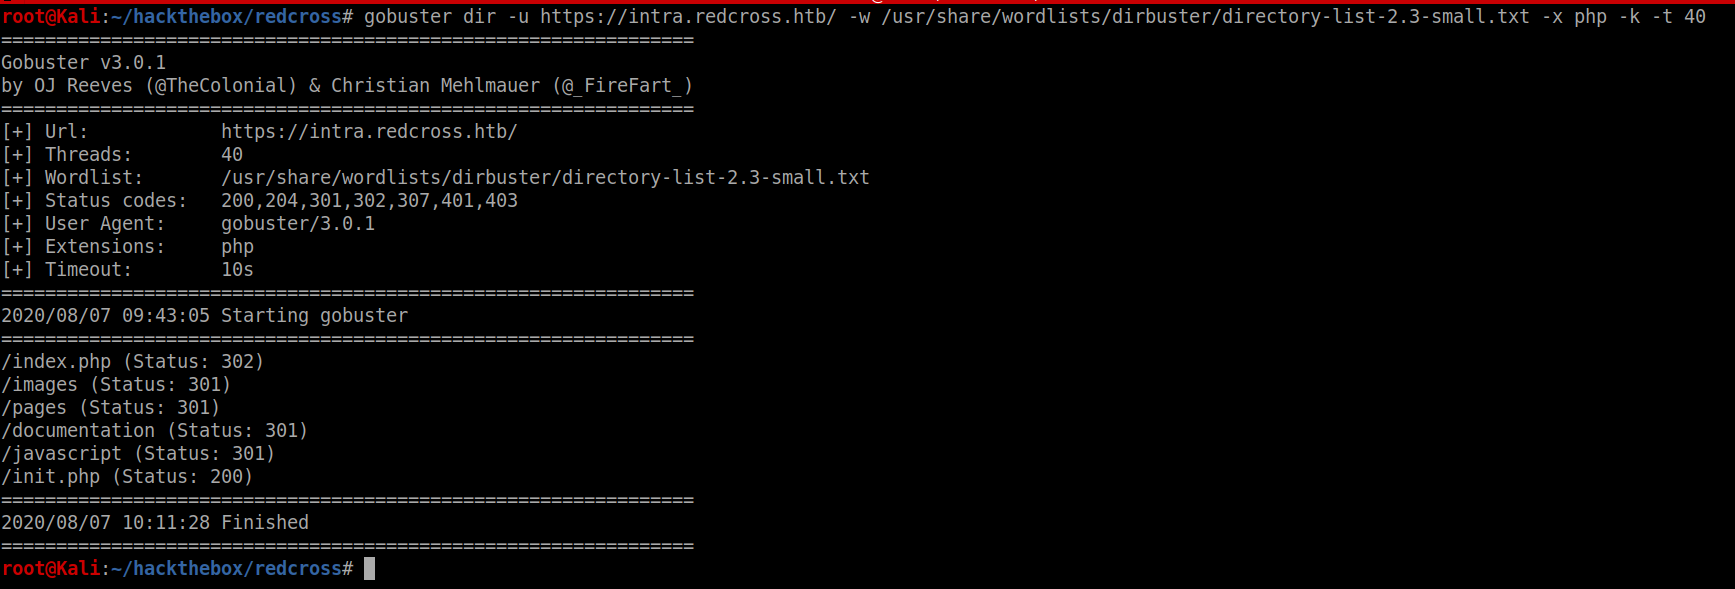 root@Kali:~/hackthebox/redcross# gobuster dir -u https://intra.redcross.htb/ -w /usr/share/wordlists/dirbuster/directory-list-2.3-small.txt -x php -k -t 40
===============================================================
Gobuster v3.0.1
by OJ Reeves (@TheColonial) & Christian Mehlmauer (@_FireFart_)
===============================================================
[+] Url:            https://intra.redcross.htb/
[+] Threads:        40
[+] Wordlist:       /usr/share/wordlists/dirbuster/directory-list-2.3-small.txt
[+] Status codes:   200,204,301,302,307,401,403
[+] User Agent:     gobuster/3.0.1
[+] Extensions:     php
[+] Timeout:        10s
===============================================================
2020/08/07 09:43:05 Starting gobuster
===============================================================
/index.php (Status: 302)
/images (Status: 301)
/pages (Status: 301)
/documentation (Status: 301)
/javascript (Status: 301)
/init.php (Status: 200)
===============================================================
2020/08/07 10:11:28 Finished
===============================================================
root@Kali:~/hackthebox/redcross#